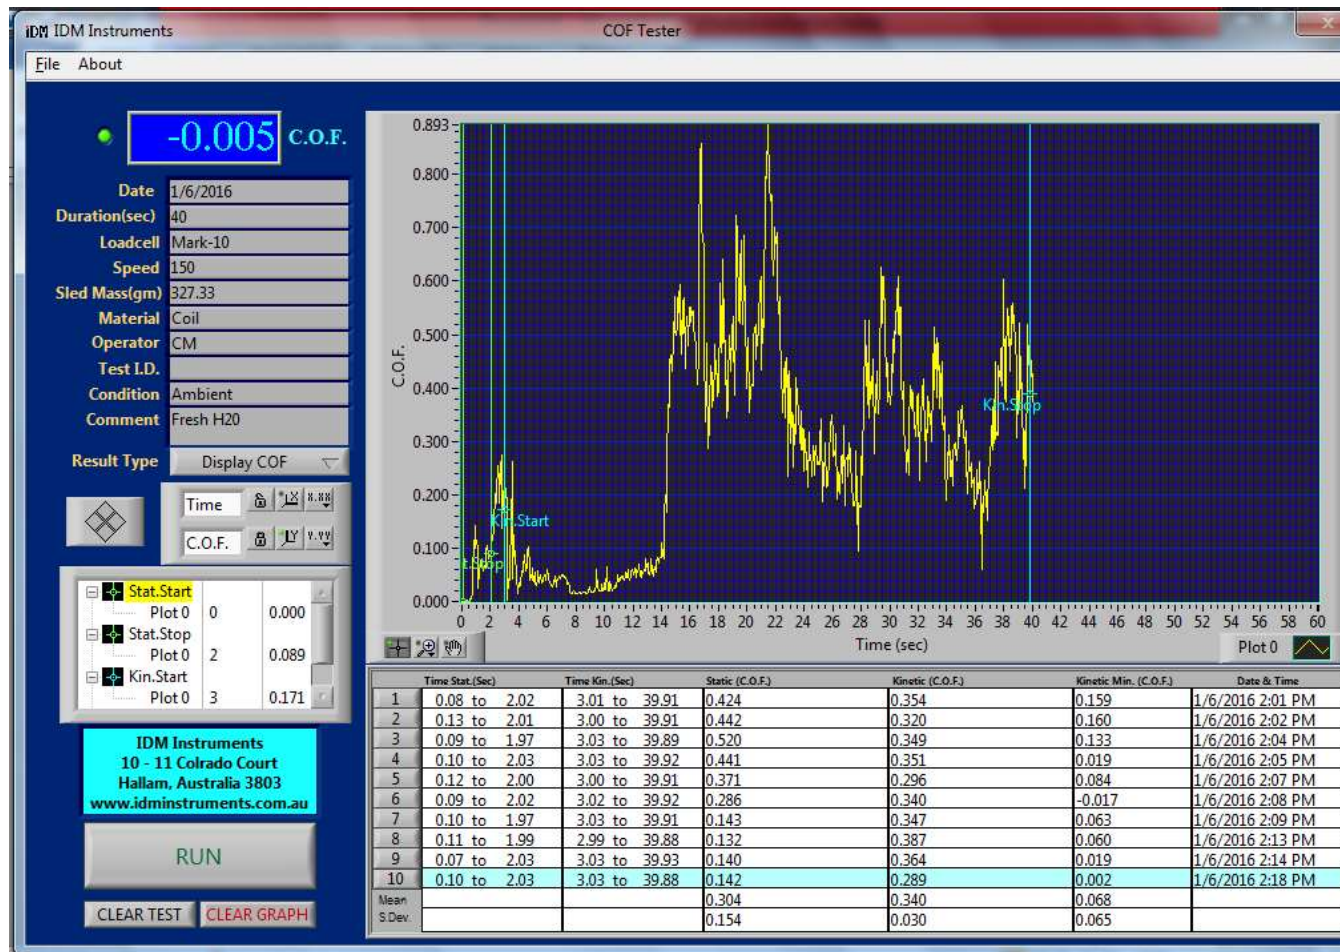 iDM IDM Instruments
COF Tester
File About
-0.005 C.O.F.
Date 1/6/2016
Duration(sec) 40
Loadcell Mark-10
Speed 150
Sled Mass(gm) 327.33
Material Coil
Operator CM
Test I.D.
Condition Ambient
Comment Fresh H20
Result Type Display COF
Time X X.XX
C.O.F. Y Y.YY
Stat.Start
Plot 0 0 0.000
Stat.Stop
Plot 0 2 0.089
Kin.Start
Plot 0 3 0.171
IDM Instruments
10 - 11 Colrado Court
Hallam, Australia 3803
www.idminstruments.com.au
RUN
CLEAR TEST CLEAR GRAPH
C.O.F.
0.893
0.800
0.700
0.600
0.500
0.400
0.300
0.200
0.100
0.000
Kin.Stop
Kin.Start
t.Stop
0 2 4 6 8 10 12 14 16 18 20 22 24 26 28 30 32 34 36 38 40 42 44 46 48 50 52 54 56 58 60
Time (sec)
Plot 0
Time Stat.(Sec) Time Kin.(Sec) Static (C.O.F.) Kinetic (C.O.F.) Kinetic Min. (C.O.F.) Date & Time
1 0.08 to 2.02 3.01 to 39.91 0.424 0.354 0.159 1/6/2016 2:01 PM
2 0.13 to 2.01 3.00 to 39.91 0.442 0.320 0.160 1/6/2016 2:02 PM
3 0.09 to 1.97 3.03 to 39.89 0.520 0.349 0.133 1/6/2016 2:04 PM
4 0.10 to 2.03 3.03 to 39.92 0.441 0.351 0.019 1/6/2016 2:05 PM
5 0.12 to 2.00 3.00 to 39.91 0.371 0.296 0.084 1/6/2016 2:07 PM
6 0.09 to 2.02 3.02 to 39.92 0.286 0.340 -0.017 1/6/2016 2:08 PM
7 0.10 to 1.97 3.03 to 39.91 0.143 0.347 0.063 1/6/2016 2:09 PM
8 0.11 to 1.99 2.99 to 39.88 0.132 0.387 0.060 1/6/2016 2:13 PM
9 0.07 to 2.03 3.03 to 39.93 0.140 0.364 0.019 1/6/2016 2:14 PM
10 0.10 to 2.03 3.03 to 39.88 0.142 0.289 0.002 1/6/2016 2:18 PM
Mean 0.304 0.340 0.068
S.Dev. 0.154 0.030 0.065